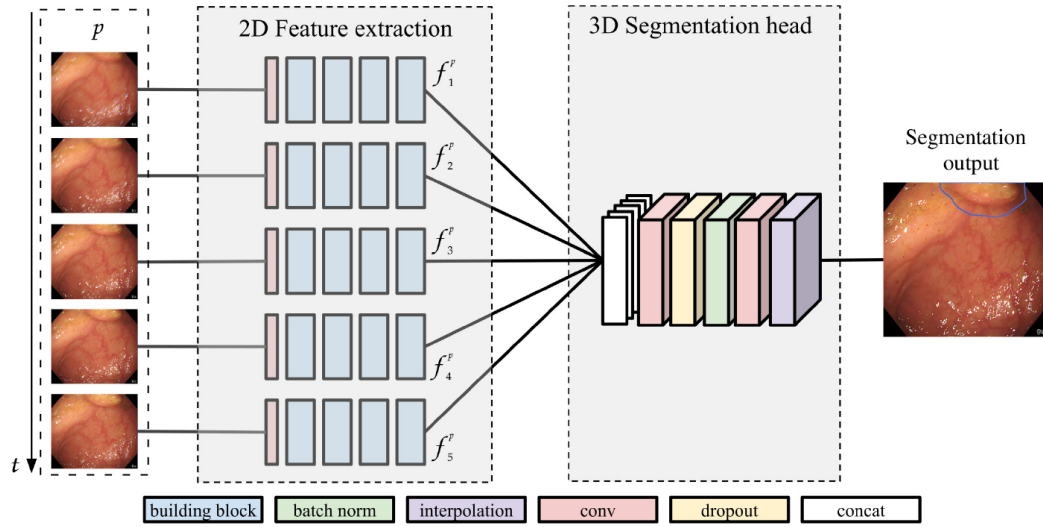 p
t
2D Feature extraction
f₁ᵖ
f₂ᵖ
f₃ᵖ
f₄ᵖ
f₅ᵖ
3D Segmentation head
Segmentation
output
building block
batch norm
interpolation
conv
dropout
concat